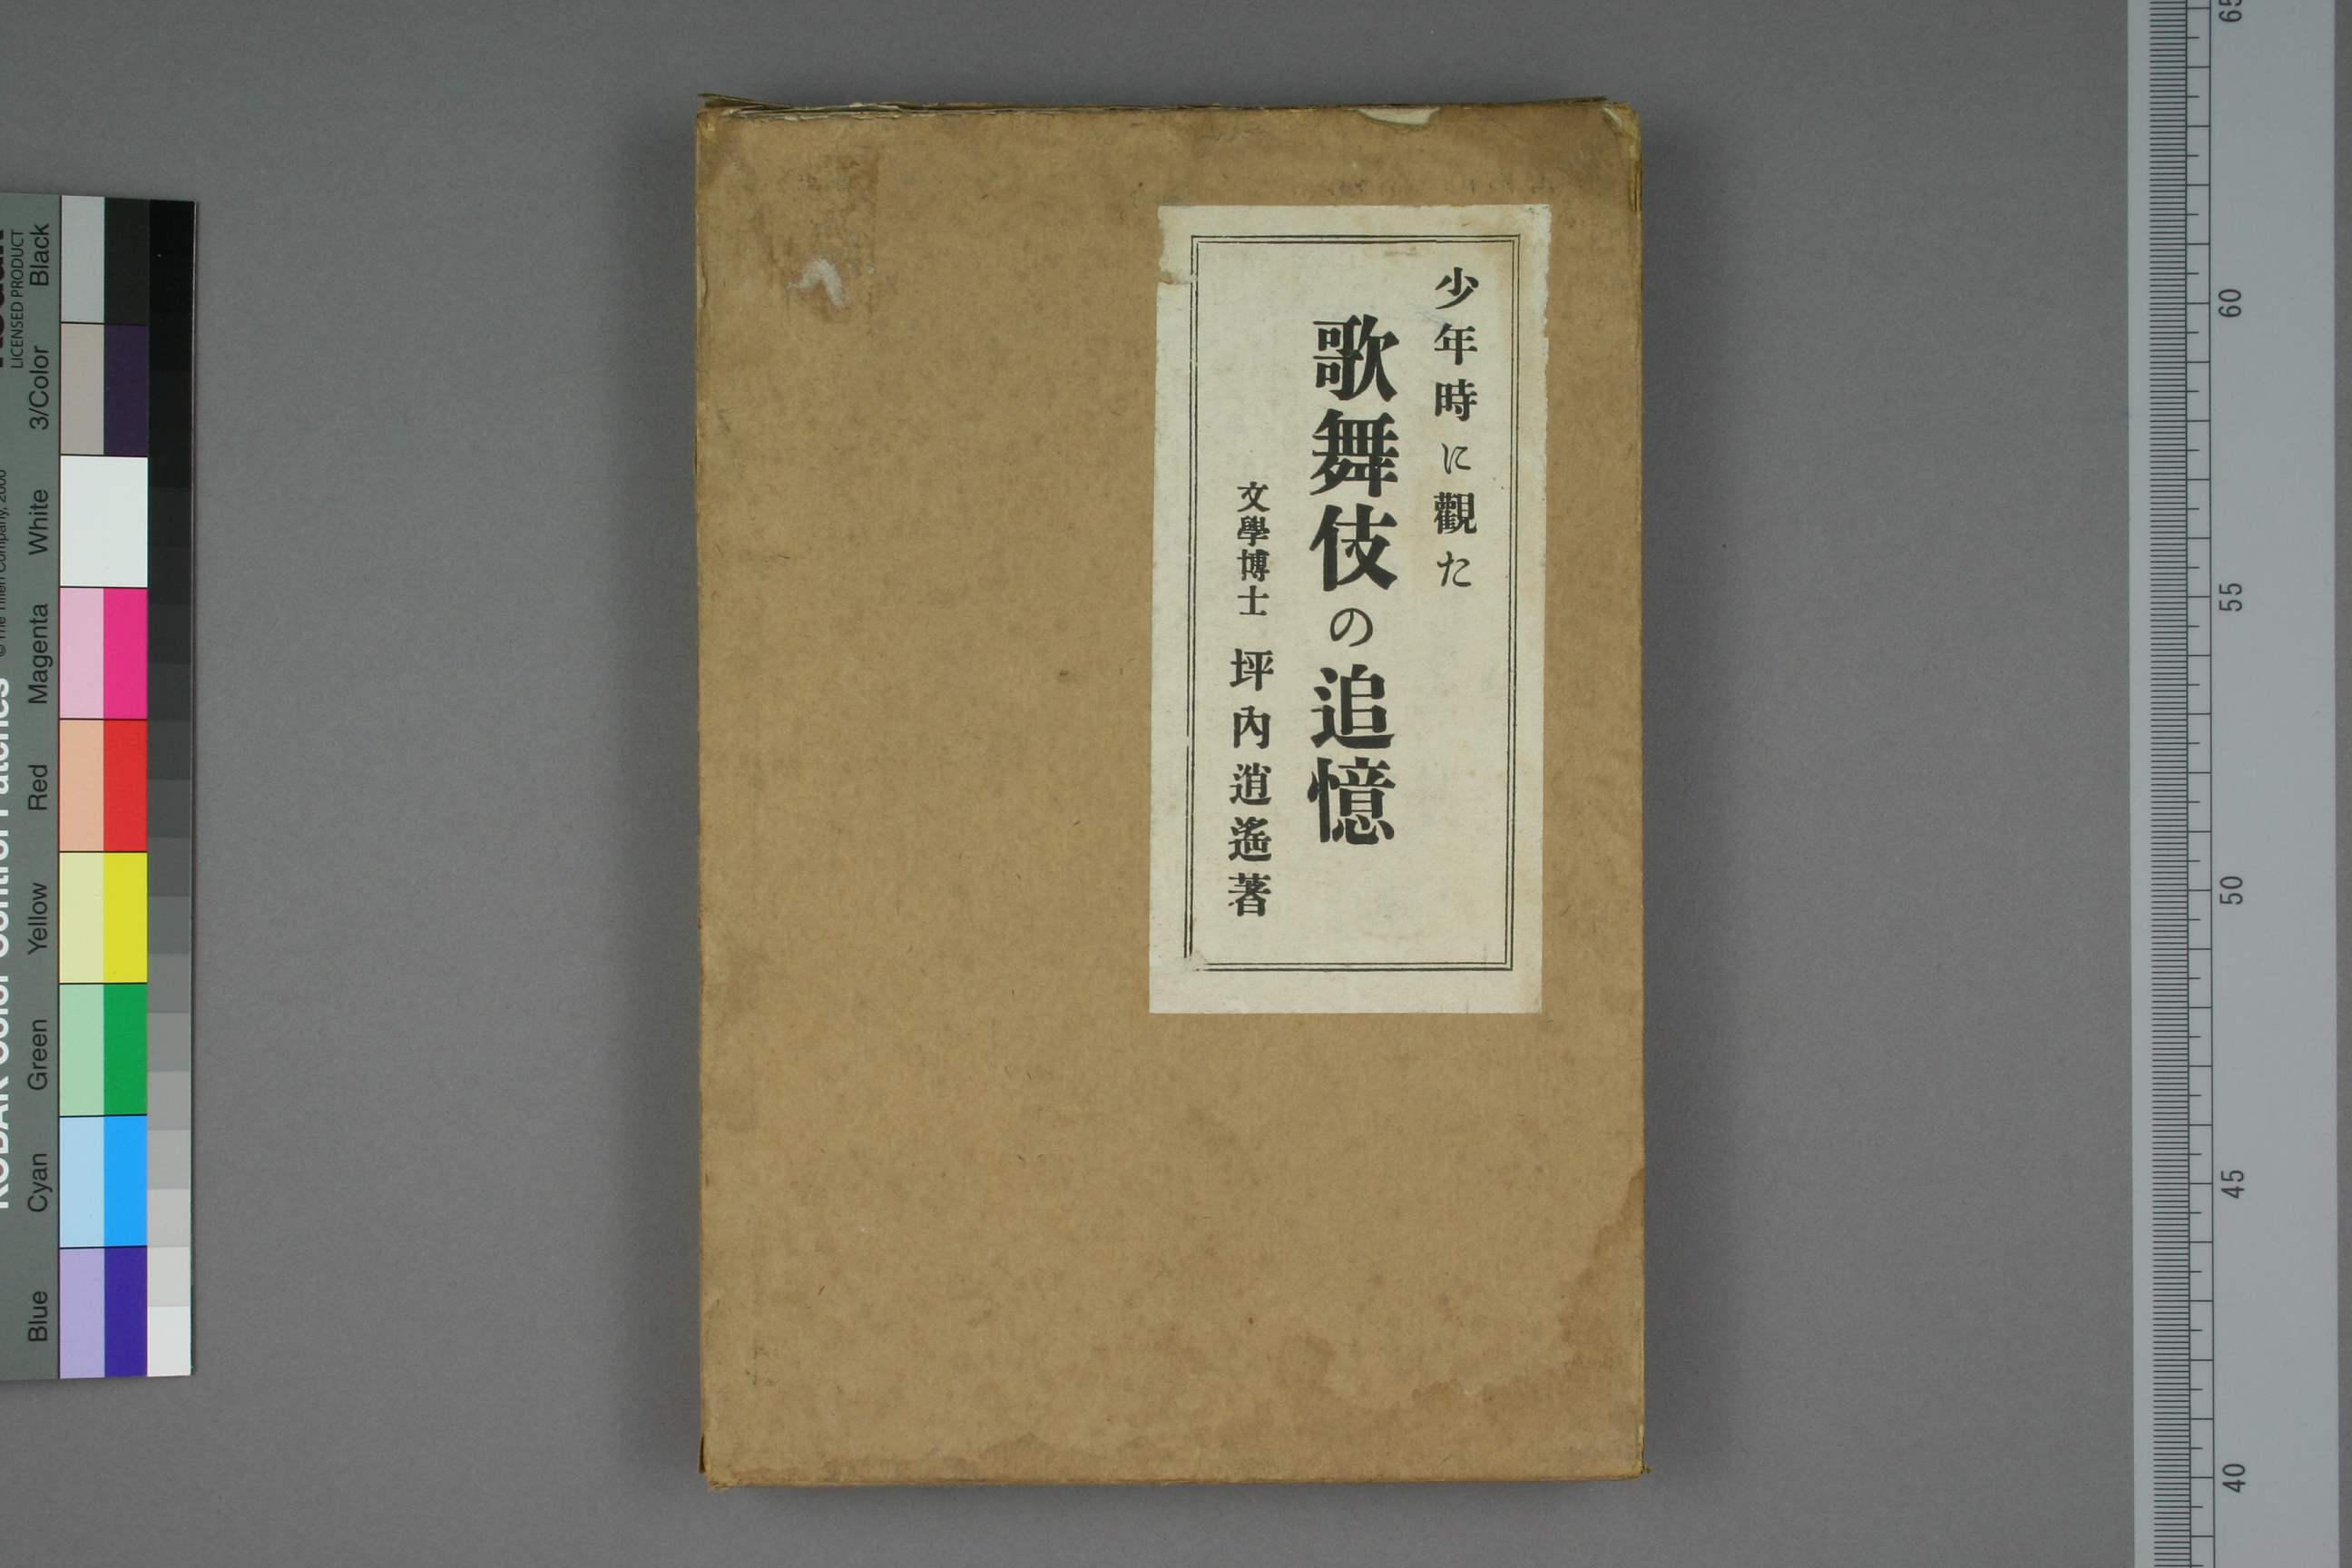 少年時に觀た
歌舞伎の追憶
文學博士 坪內逍遙著
LICENSED PRODUCT
Black
3/Color
White
Magenta
Red
Yellow
Green
Cyan
Blue
KODAK Color Control Patches
60
55
50
45
40